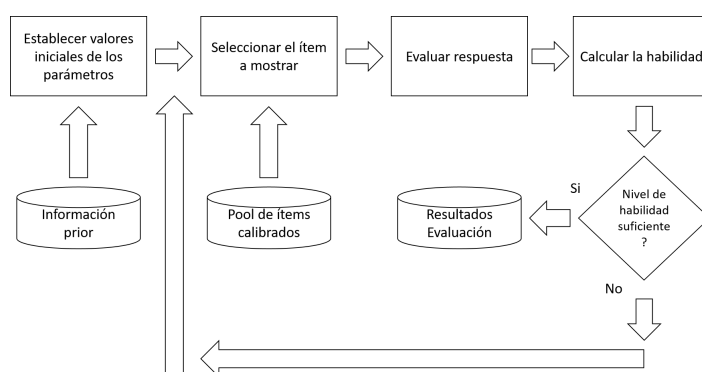 Establecer valores
iniciales de los
parámetros
Seleccionar el ítem
a mostrar
Evaluar respuesta
Calcular la habilidad
Información
prior
Pool de ítems
calibrados
Resultados
Evaluación
Si
Nivel de
habilidad
suficiente
?
No